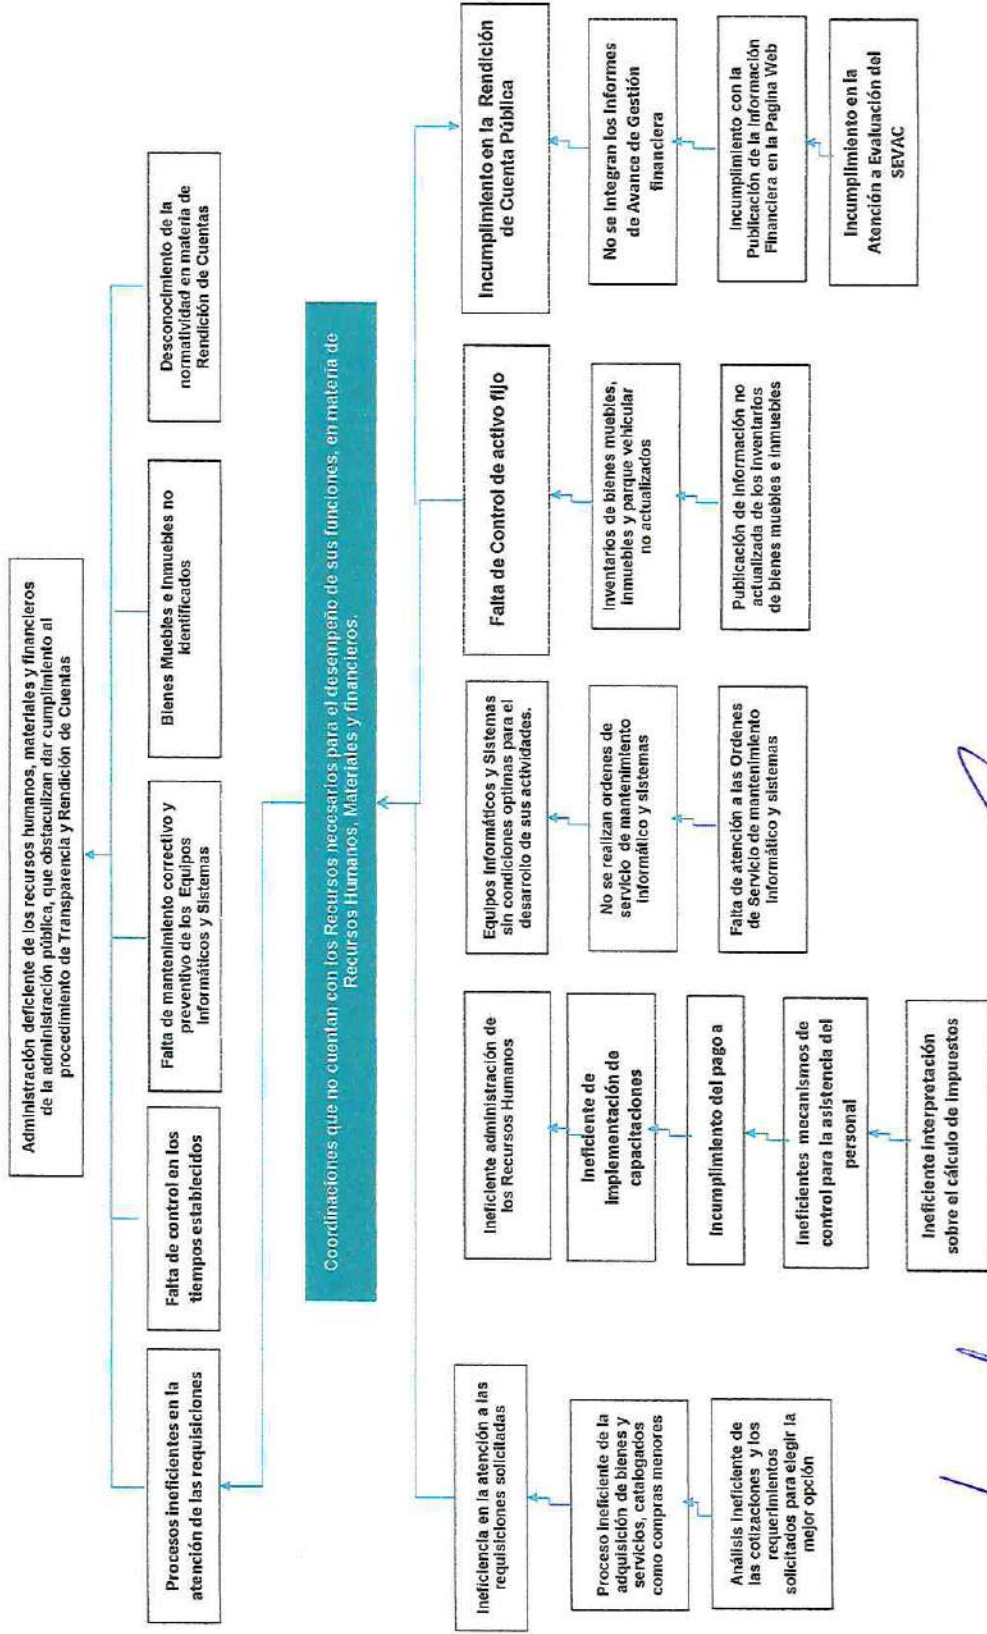 Administración deficiente de los recursos humanos, materiales y financieros
de la administración pública, que obstaculizan dar cumplimiento al
procedimiento de Transparencia y Rendición de Cuentas
Procesos ineficientes en la
atención de las requisiciones
Falta de control en los
tiempos establecidos
Falta de mantenimiento correctivo y
preventivo de los Equipos
Informáticos y Sistemas
Bienes Muebles e Inmuebles no
Identificados
Desconocimiento de la
normatividad en materia de
Rendición de Cuentas
Coordinaciones que no cuentan con los Recursos necesarios para el desempeño de sus funciones, en materia de
Recursos Humanos, Materiales y financieros.
Ineficiencia en la atención a las
requisiciones solicitadas
Proceso ineficiente de la
adquisición de bienes y
servicios, catalogados
como compras menores
Análisis ineficiente de
las cotizaciones y los
requerimientos
solicitados para elegir la
mejor opción
Ineficiente administración de
los Recursos Humanos
Ineficiente de
Implementación de
capacitaciones
Incumplimiento del pago a
Ineficientes mecanismos de
control para la asistencia del
personal
Ineficiente interpretación
sobre el cálculo de impuestos
Equipos Informáticos y Sistemas
sin condiciones optimas para el
desarrollo de sus actividades.
No se realizan ordenes de
servicio de mantenimiento
informático y sistemas
Falta de atención a las Ordenes
de Servicio de mantenimiento
Informático y sistemas
Falta de Control de activo fijo
Inventarios de bienes muebles,
inmuebles y parque vehicular
no actualizados
Publicación de Información no
actualizada de los Inventarios
de bienes muebles e inmuebles
Incumplimiento en la Rendición
de Cuenta Pública
No se Integran los Informes
de Avance de Gestión
financiera
Incumplimiento con la
Publicación de la Información
Financiera en la Pagina Web
Incumplimiento en la
Atención a Evaluación del
SEVAC